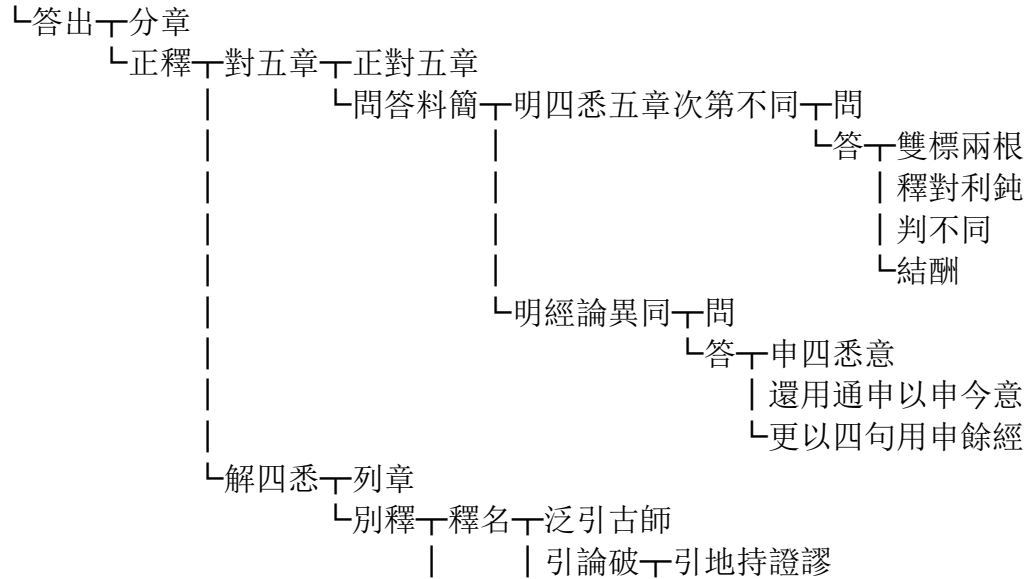 └答出┬分章
└正釋┬對五章┬正對五章
│ └問答料簡┬明四悉五章次第不同┬問
│ │ └答┬雙標兩根
│ │ │釋對利鈍
│ │ │判不同
│ │ └結酬
│ └明經論異同┬問
│ └答┬申四悉意
│ │還用通申以申今意
│ └更以四句用申餘經
└解四悉┬列章
└別釋┬釋名┬泛引古師
│ │引論破┬引地持證謬